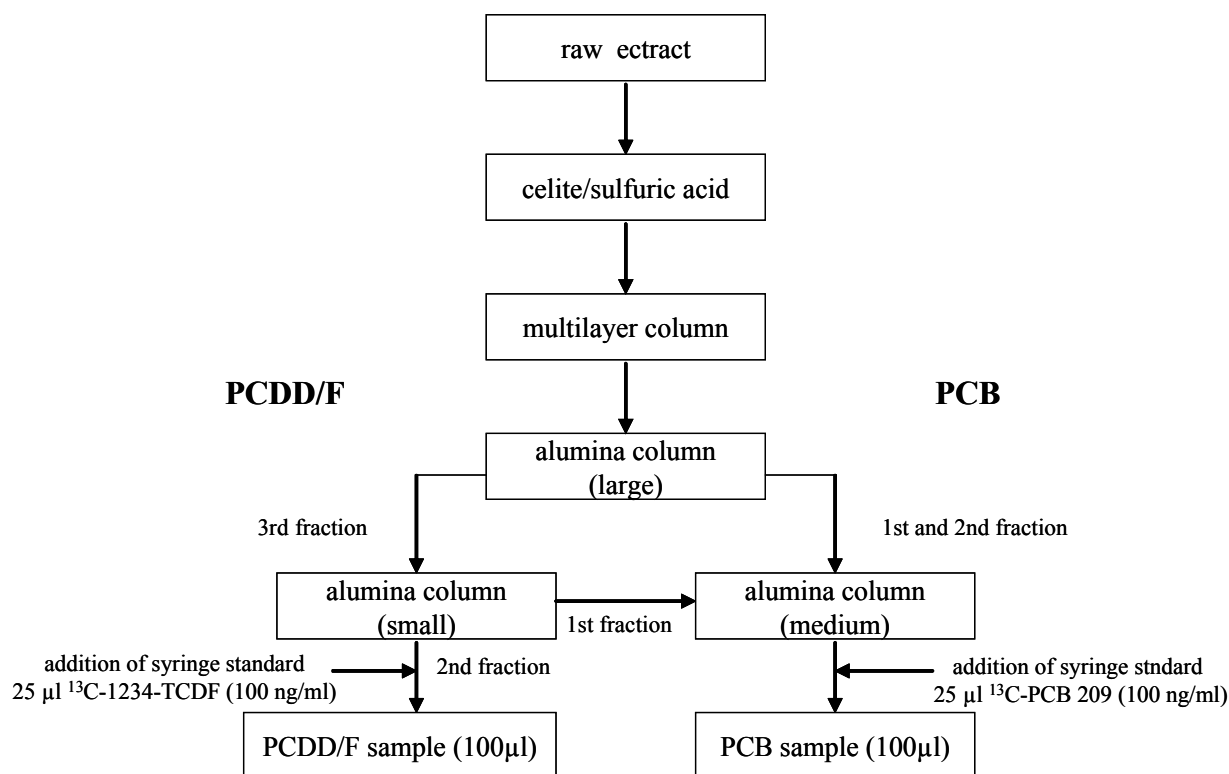 raw ectract
celite/sulfuric acid
multilayer column
PCDD/F
PCB
alumina column
(large)
3rd fraction
1st and 2nd fraction
alumina column
(small)
1st fraction
alumina column
(medium)
addition of syringe standard
25 µl ¹³C-1234-TCDF (100 ng/ml)
2nd fraction
addition of syringe stndard
25 µl ¹³C-PCB 209 (100 ng/ml)
PCDD/F sample (100µl)
PCB sample (100µl)